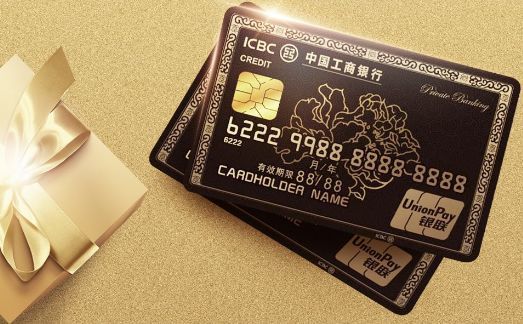 ICBC 中国工商银行
CREDIT
Private Banking
6222 9988 8888 8888
6222
月/年
有效期限 88/88
CARDHOLDER NAME
UnionPay
银联
ICBC
UnionPay
银联